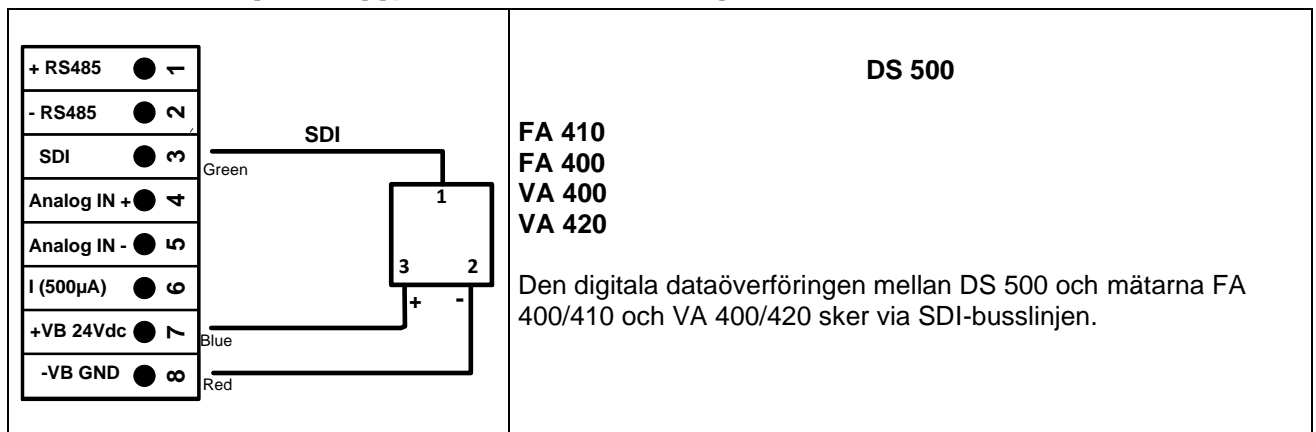 + RS485 1
- RS485 2
SDI 3
Analog IN + 4
Analog IN - 5
I (500µA) 6
+VB 24Vdc 7
-VB GND 8
SDI
Green
Blue
Red
1
3 2
+ -
DS 500
FA 410
FA 400
VA 400
VA 420
Den digitala dataöverföringen mellan DS 500 och mätarna FA
400/410 och VA 400/420 sker via SDI-busslinjen.